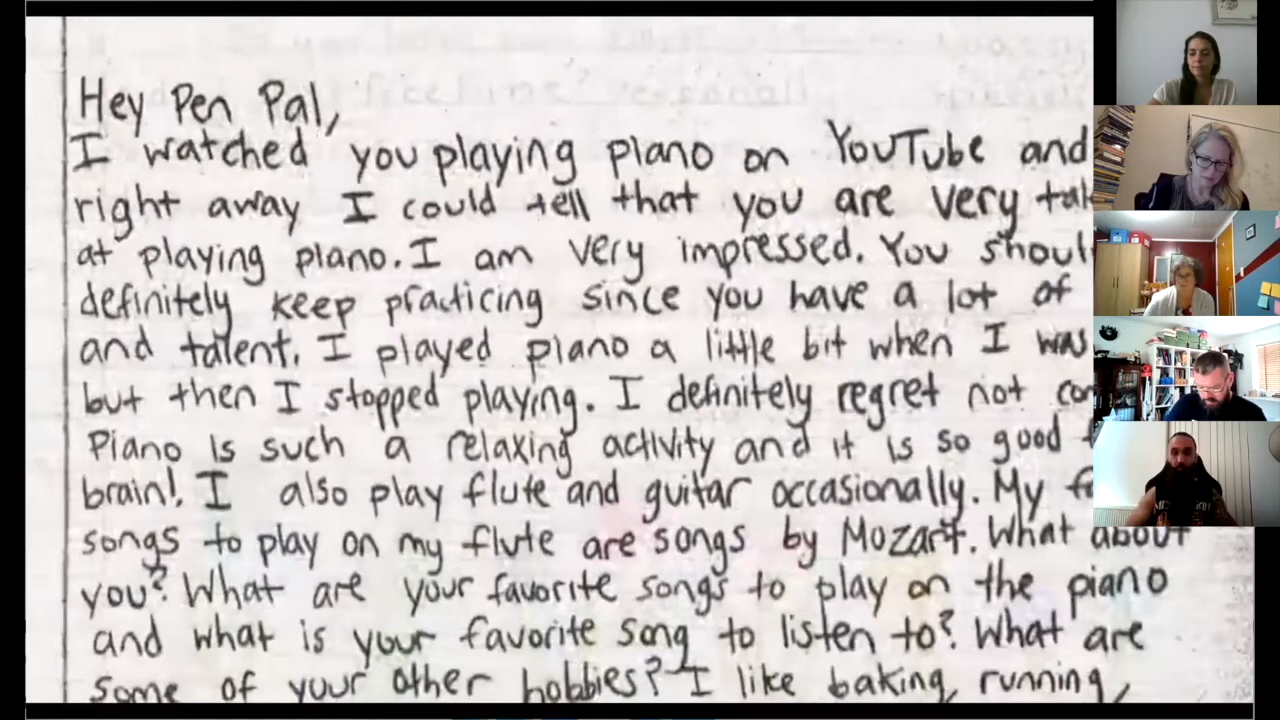 Hey Pen Pal,
I watched you playing piano on YouTube and
right away I could tell that you are very
at playing piano. I am very impressed. You
definitely keep practicing since you have a lot of
and talent. I played piano a little bit when I was
but then I stopped playing. I definitely regret not
Piano is such a relaxing activity and it is so good
brain! I also play flute and guitar occasionally. My
songs to play on my flute are songs by Mozart. What about
you? What are your favorite songs to play on the piano
and what is your favorite song to listen to? What are
some of your other hobbies? I like baking, running,